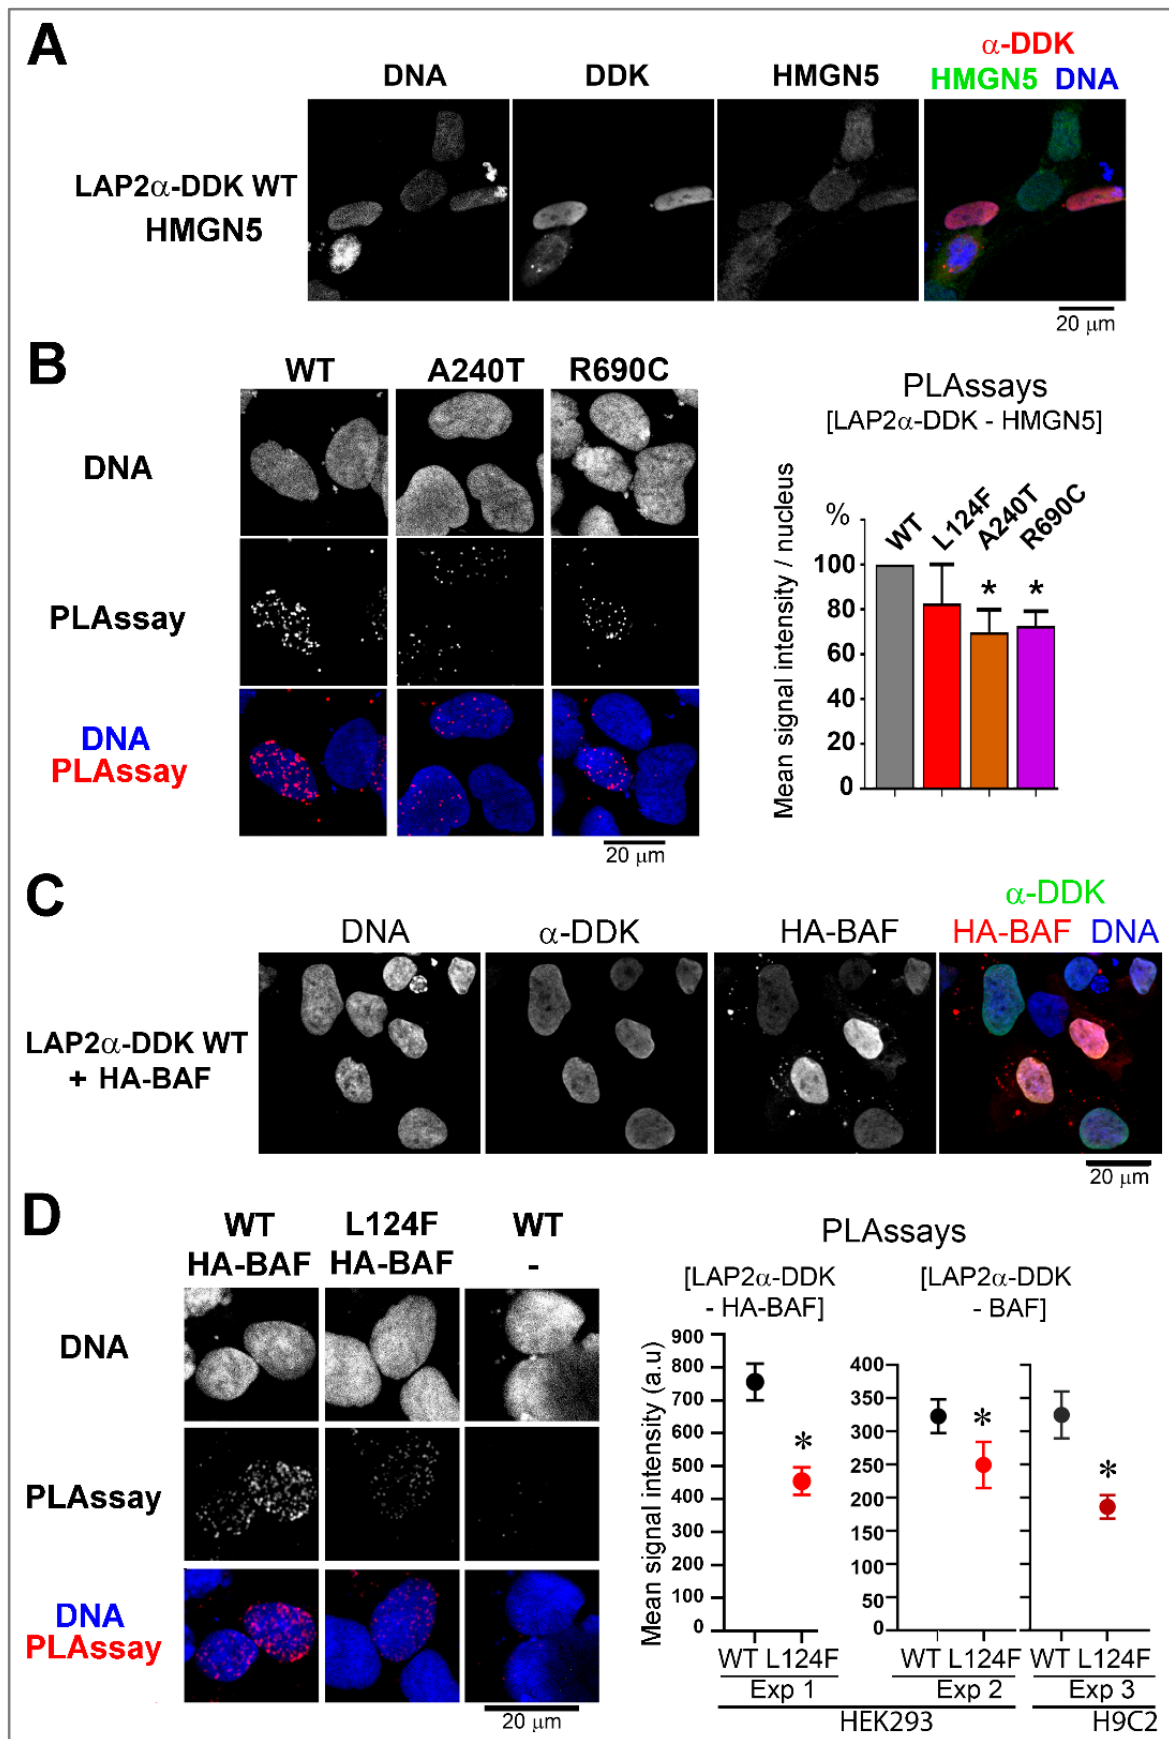 A
DNA
DDK
HMGN5
α-DDK
HMGN5 DNA
LAP2α-DDK WT
HMGN5
20 μm
B
WT
A240T
R690C
DNA
PLAssay
DNA
PLAssay
20 μm
PLAssays
[LAP2α-DDK - HMGN5]
Mean signal intensity / nucleus
%
100
80
60
40
20
0
WT
L124F
A240T
R690C
*
*
C
DNA
α-DDK
HA-BAF
α-DDK
HA-BAF DNA
LAP2α-DDK WT
+ HA-BAF
20 μm
D
WT
HA-BAF
L124F
HA-BAF
WT
-
DNA
PLAssay
DNA
PLAssay
20 μm
PLAssays
[LAP2α-DDK
- HA-BAF]
[LAP2α-DDK
- BAF]
Mean signal intensity (a.u)
900
800
700
600
500
400
300
200
100
0
*
400
350
300
250
200
150
100
50
0
*
*
WT L124F
WT L124F
WT L124F
Exp 1
Exp 2
Exp 3
HEK293
H9C2